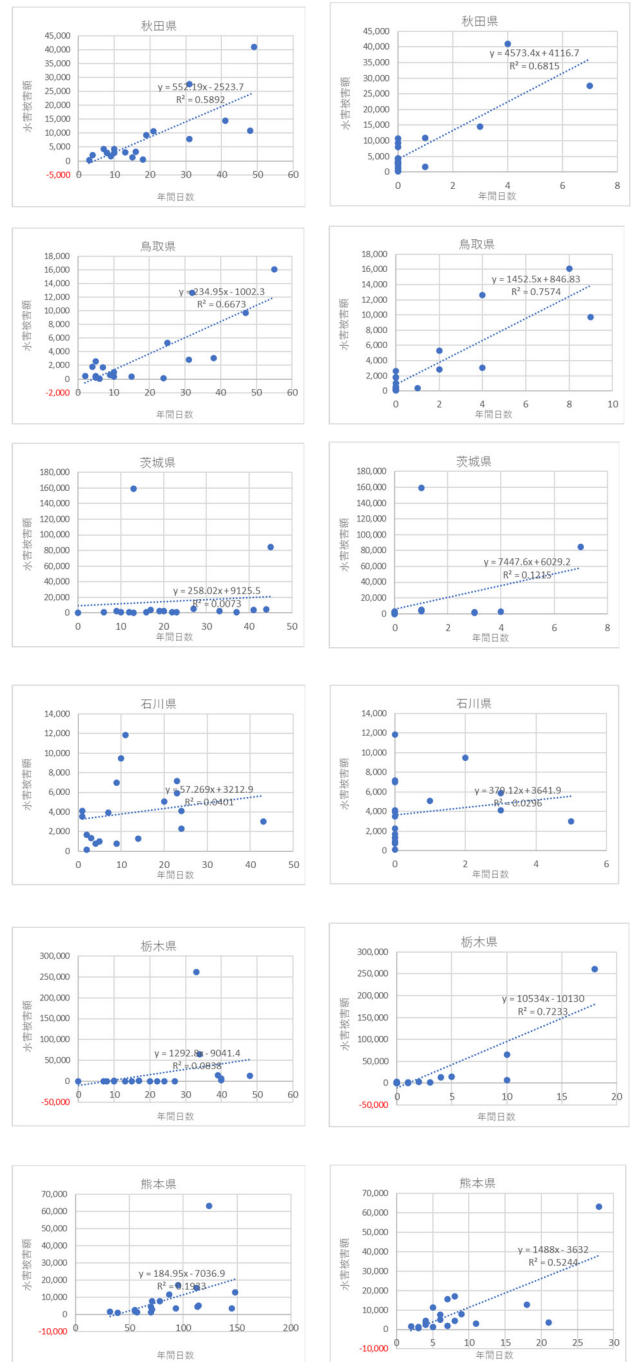 秋田県
水害被害額
45,000
40,000
35,000
30,000
25,000
20,000
15,000
10,000
5,000
0
-5,000
y = 552.19x - 2523.7
R² = 0.5892
0 10 20 30 40 50 60
年間日数
秋田県
水害被害額
45,000
40,000
35,000
30,000
25,000
20,000
15,000
10,000
5,000
0
y = 4573.4x + 4116.7
R² = 0.6815
0 2 4 6 8
年間日数
鳥取県
水害被害額
18,000
16,000
14,000
12,000
10,000
8,000
6,000
4,000
2,000
0
-2,000
y = 234.95x - 1002.3
R² = 0.6673
0 10 20 30 40 50 60
年間日数
鳥取県
水害被害額
18,000
16,000
14,000
12,000
10,000
8,000
6,000
4,000
2,000
0
y = 1452.5x + 846.83
R² = 0.7574
0 2 4 6 8 10
年間日数
茨城県
水害被害額
180,000
160,000
140,000
120,000
100,000
80,000
60,000
40,000
20,000
0
y = 258.02x + 9125.5
R² = 0.0073
0 10 20 30 40 50
年間日数
茨城県
水害被害額
180,000
160,000
140,000
120,000
100,000
80,000
60,000
40,000
20,000
0
y = 7447.6x + 6029.2
R² = 0.1215
0 2 4 6 8
年間日数
石川県
水害被害額
14,000
12,000
10,000
8,000
6,000
4,000
2,000
0
y = 57.269x + 3212.9
R² = 0.0401
0 10 20 30 40 50
年間日数
石川県
水害被害額
14,000
12,000
10,000
8,000
6,000
4,000
2,000
0
y = 379.12x + 3641.9
R² = 0.0296
0 2 4 6
年間日数
栃木県
水害被害額
300,000
250,000
200,000
150,000
100,000
50,000
0
-50,000
y = 1292.8x - 9041.4
R² = 0.0838
0 10 20 30 40 50 60
年間日数
栃木県
水害被害額
300,000
250,000
200,000
150,000
100,000
50,000
0
-50,000
y = 10534x - 10130
R² = 0.7233
0 5 10 15 20
年間日数
熊本県
水害被害額
70,000
60,000
50,000
40,000
30,000
20,000
10,000
0
-10,000
y = 184.95x - 7036.9
R² = 0.1933
0 50 100 150 200
年間日数
熊本県
水害被害額
70,000
60,000
50,000
40,000
30,000
20,000
10,000
0
-10,000
y = 1488x - 3632
R² = 0.5244
0 5 10 15 20 25 30
年間日数